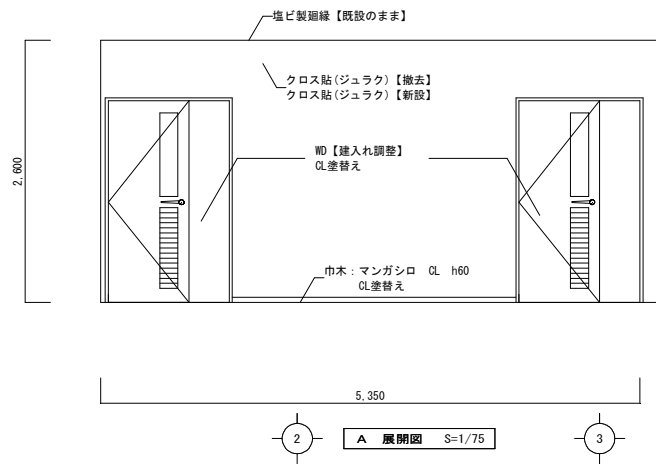 塩ビ製廻縁【既設のまま】
クロス貼(ジュラク)【撤去】
クロス貼(ジュラク)【新設】
WD【建入れ調整】
CL塗替え
2,600
巾木：マンガシロ　CL　h60
CL塗替え
5,350
2
A　展開図　S=1/75
3